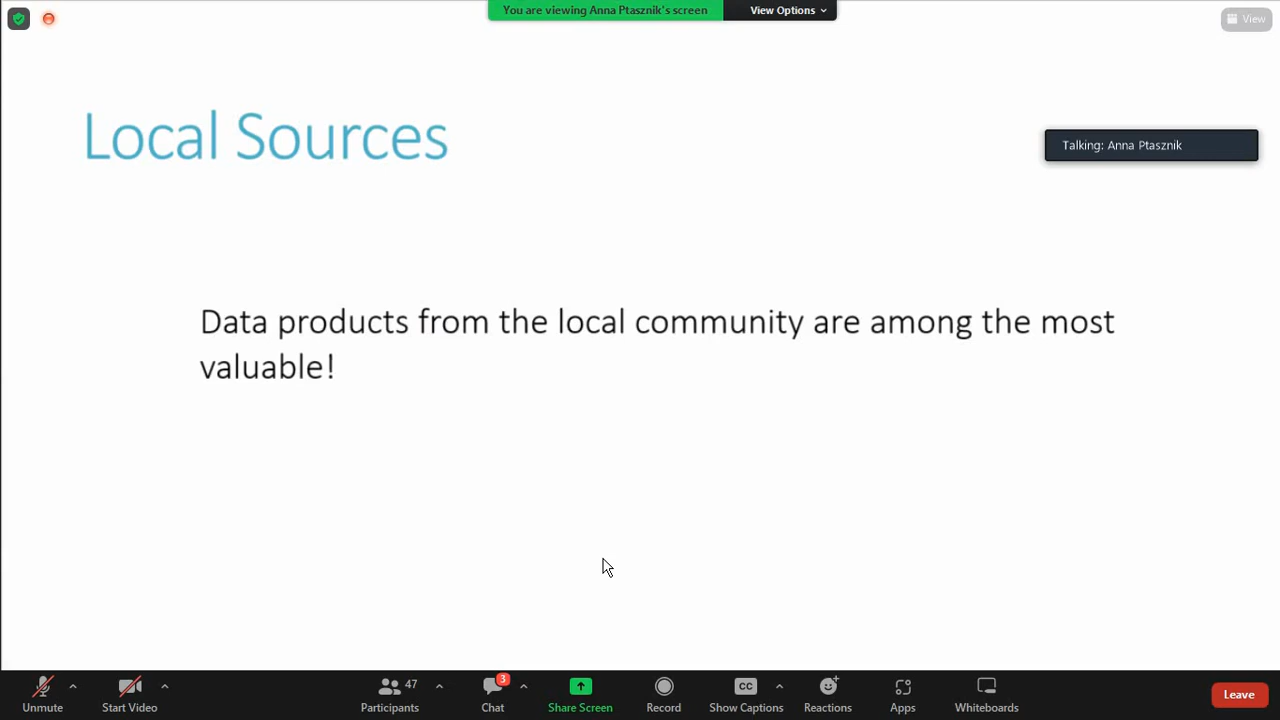 You are viewing Anna Ptasznik's screen
View Options
View
Local Sources
Talking: Anna Ptasznik
Data products from the local community are among the most
valuable!
Unmute
Start Video
47
Participants
3
Chat
Share Screen
Record
CC
Show Captions
Reactions
Apps
Whiteboards
Leave